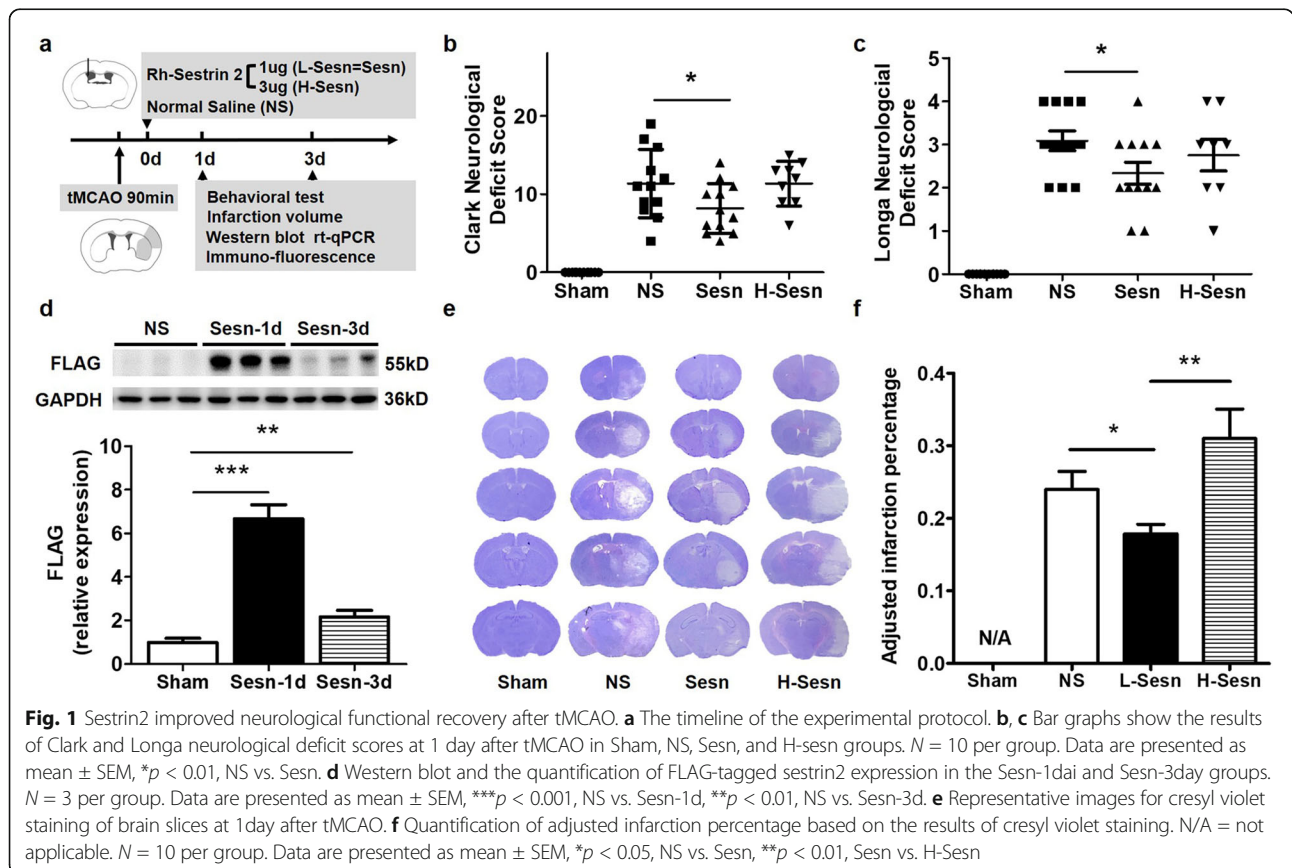 a
Rh-Sestrin 2
1ug (L-Sesn=Sesn)
3ug (H-Sesn)
Normal Saline (NS)
0d 1d 3d
tMCAO 90min
Behavioral test
Infarction volume
Western blot rt-qPCR
Immuno-fluorescence
b
Clark Neurological
Deficit Score
20
10
0
*
Sham NS Sesn H-Sesn
c
Longa Neurologcial
Deficit Score
5
4
3
2
1
0
*
Sham NS Sesn H-Sesn
d
NS Sesn-1d Sesn-3d
FLAG 55kD
GAPDH 36kD
FLAG
(relative expression)
10
8
6
4
2
0
**
***
Sham Sesn-1d Sesn-3d
e
Sham NS Sesn H-Sesn
f
Adjusted infarction percentage
0.4
0.3
0.2
0.1
0.0
**
*
N/A
Sham NS L-Sesn H-Sesn
Fig. 1 Sestrin2 improved neurological functional recovery after tMCAO. a The timeline of the experimental protocol. b, c Bar graphs show the results
of Clark and Longa neurological deficit scores at 1 day after tMCAO in Sham, NS, Sesn, and H-sesn groups. N = 10 per group. Data are presented as
mean ± SEM, *p < 0.01, NS vs. Sesn. d Western blot and the quantification of FLAG-tagged sestrin2 expression in the Sesn-1dai and Sesn-3day groups.
N = 3 per group. Data are presented as mean ± SEM, ***p < 0.001, NS vs. Sesn-1d, **p < 0.01, NS vs. Sesn-3d. e Representative images for cresyl violet
staining of brain slices at 1day after tMCAO. f Quantification of adjusted infarction percentage based on the results of cresyl violet staining. N/A = not
applicable. N = 10 per group. Data are presented as mean ± SEM, *p < 0.05, NS vs. Sesn, **p < 0.01, Sesn vs. H-Sesn